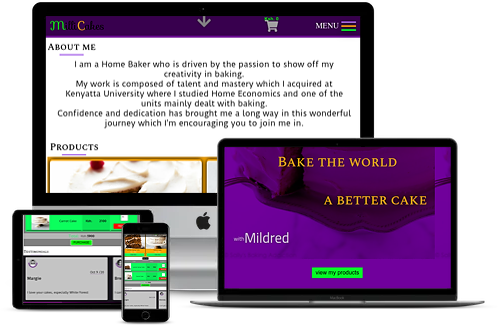 MENU
ABOUT ME
I am a Home Baker who is driven by the passion to show off my
creativity in baking.
My work is composed of talent and mastery which I acquired at
Kenyatta University where I studied Home Economics and one of the
units mainly dealt with baking.
Confidence and dedication has brought me a long way in this wonderful
journey which I'm encouraging you to join me in.
PRODUCTS
BAKE THE WORLD
A BETTER CAKE
with Mildred
view my products
Testimonials
Margie
I love your cakes, especially
MacBook